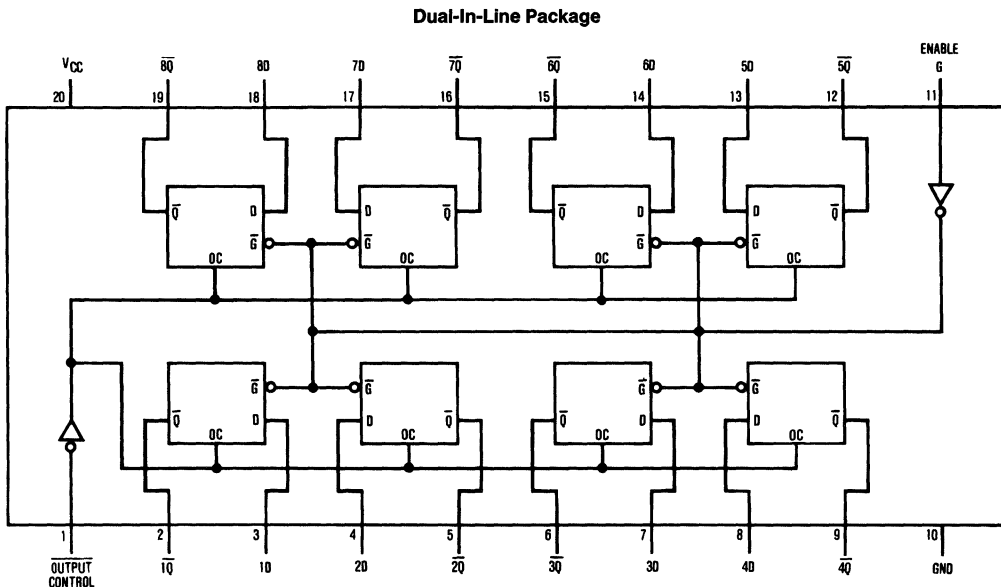 Dual-In-Line Package
ENABLE
VCC 8Q̅ 8D 7D 7Q̅ 6Q̅ 6D 5D 5Q̅ G
20 19 18 17 16 15 14 13 12 11
Q̅ D D Q̅ Q̅ D D Q̅
G̅ G̅ G̅ G̅
OC OC OC OC
G̅ G̅ G̅ G̅
Q̅ D D Q̅ Q̅ D D Q̅
OC OC OC OC
1 2 3 4 5 6 7 8 9 10
O̅U̅T̅P̅U̅T̅ 1Q̅ 1D 2D 2Q̅ 3Q̅ 3D 4D 4Q̅ GND
CONTROL